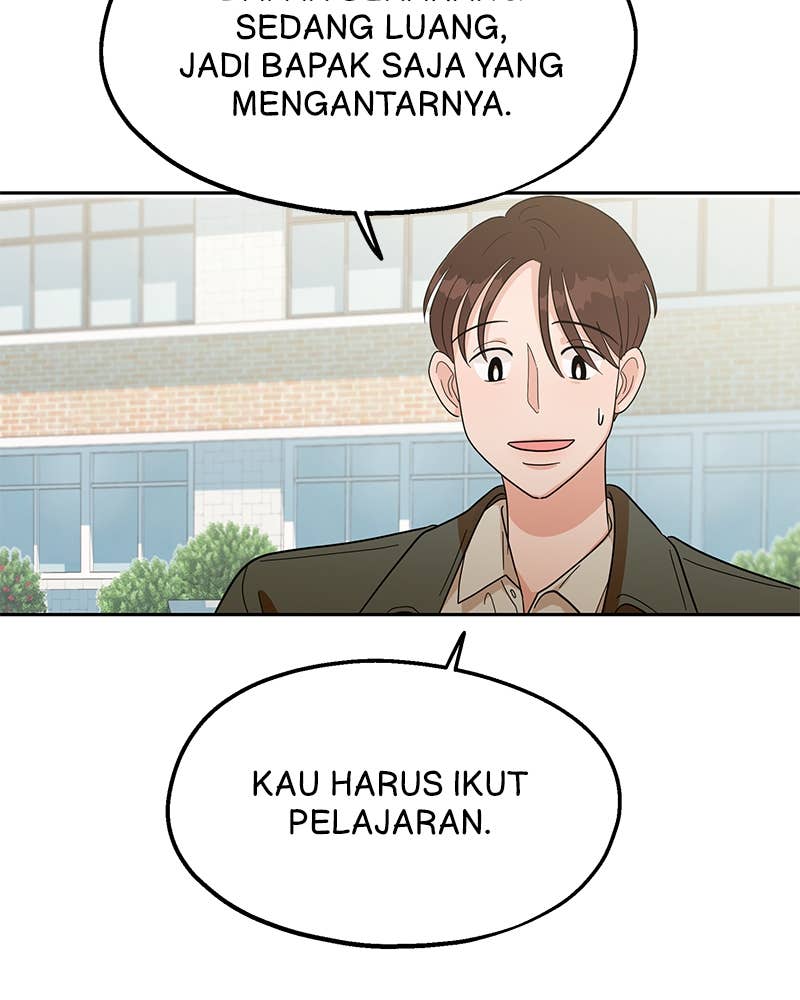 SEDANG LUANG,
JADI BAPAK SAJA YANG
MENGANTARNYA.
KAU HARUS IKUT
PELAJARAN.